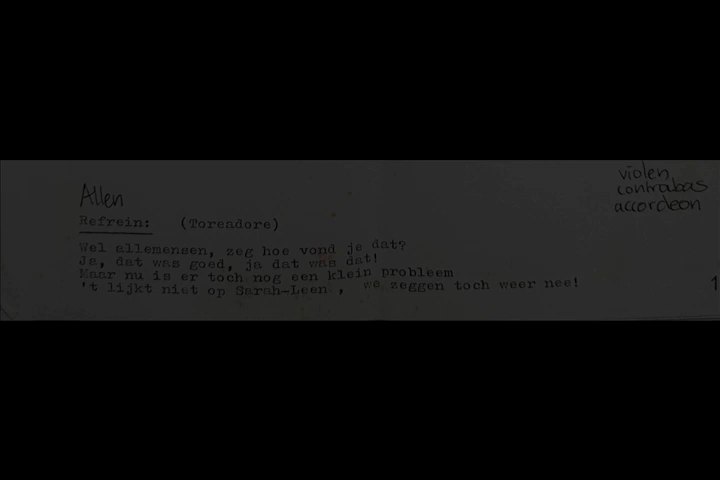 Allen
violen
contrabas
accordeon
Refrein: (Toreadore)
Wel allemensen, zeg hoe vond je dat?
Ja, dat was goed, ja dat was dat!
Maar nu is er toch nog een klein probleem
't lijkt niet op Sarah-Leen , we zeggen toch weer nee!
1